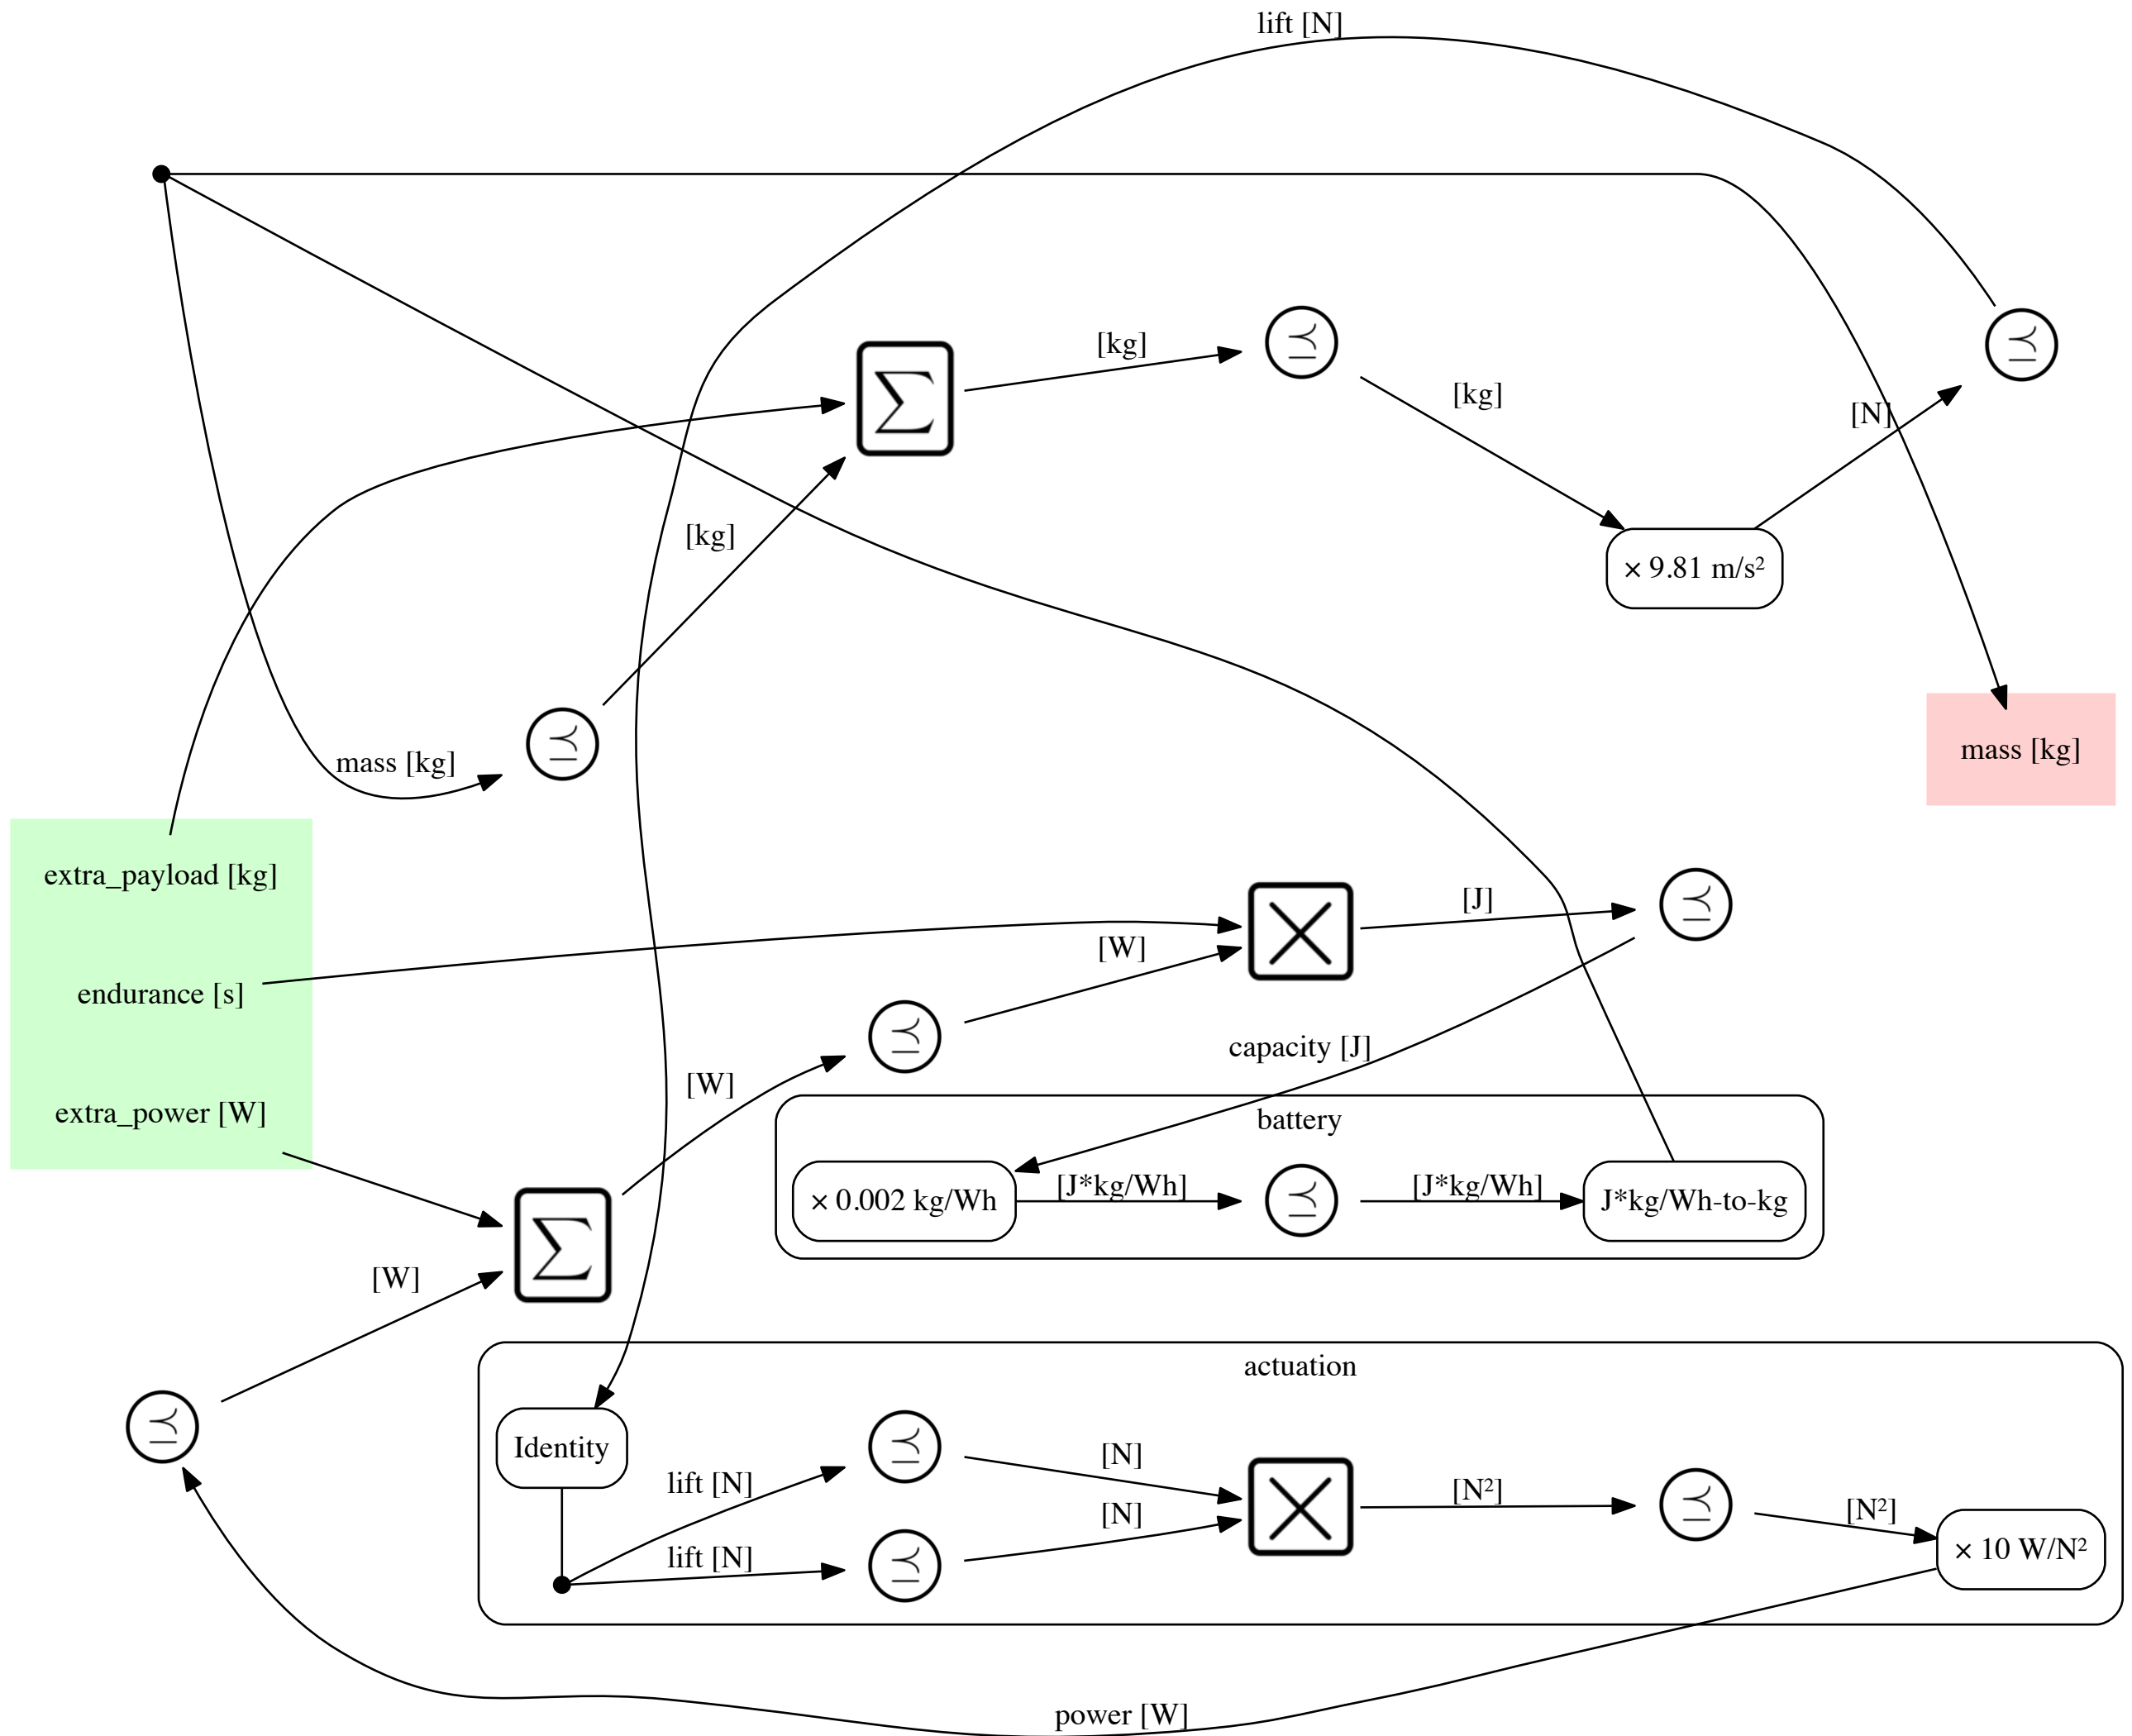 lift [N]
Σ
[kg]
⪯
[kg]
⪯
[N]
[kg]
× 9.81 m/s²
mass [kg]
⪯
mass [kg]
extra_payload [kg]
endurance [s]
extra_power [W]
×
[J]
⪯
[W]
⪯
capacity [J]
[W]
battery
× 0.002 kg/Wh
[J*kg/Wh]
⪯
[J*kg/Wh]
J*kg/Wh-to-kg
Σ
[W]
actuation
⪯
Identity
lift [N]
⪯
[N]
lift [N]
⪯
[N]
×
[N²]
⪯
[N²]
× 10 W/N²
power [W]